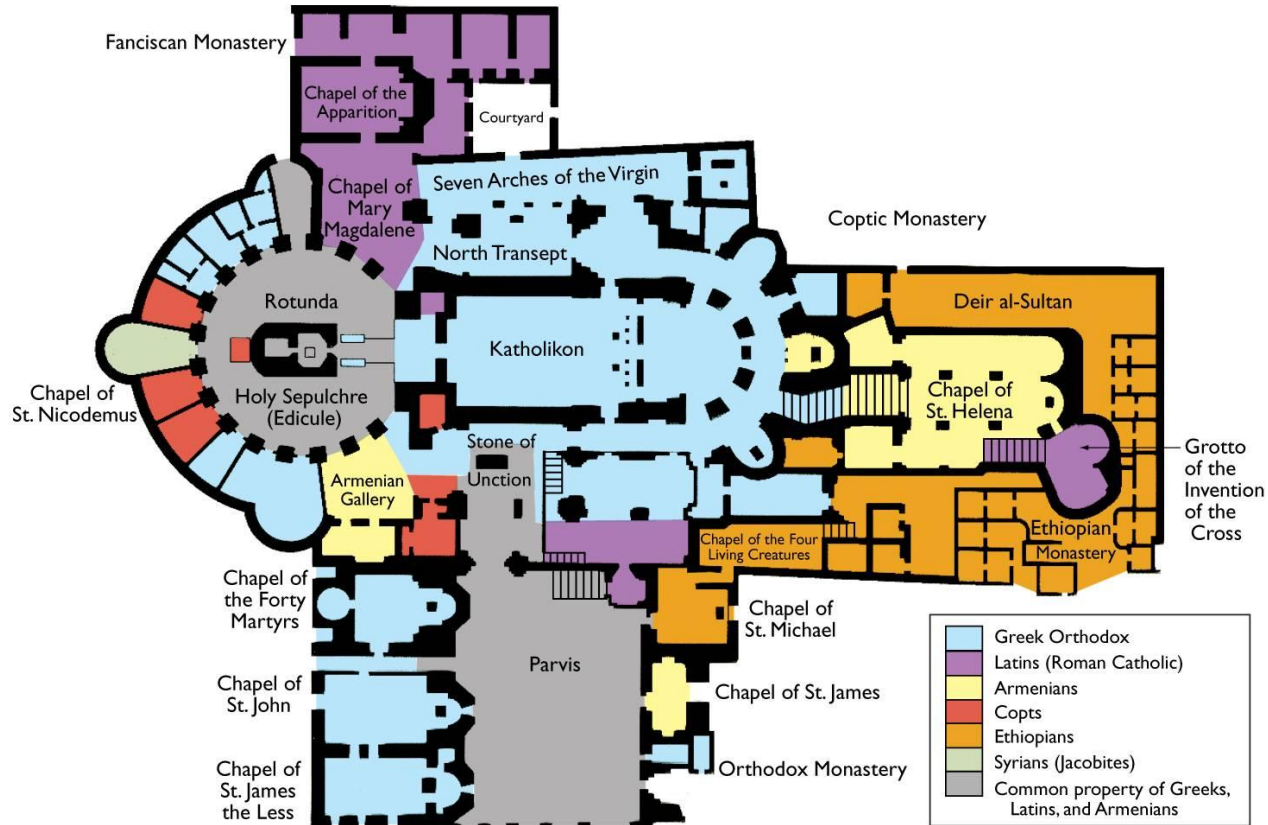 Fanciscan Monastery
Chapel of the
Apparition
Courtyard
Chapel of
Mary
Magdalene
Seven Arches of the Virgin
North Transept
Coptic Monastery
Rotunda
Deir al-Sultan
Katholikon
Chapel of
St. Nicodemus
Holy Sepulchre
(Edicule)
Chapel of
St. Helena
Stone of
Unction
Armenian
Gallery
Grotto
of the
Invention
of the
Cross
Chapel of the Four
Living Creatures
Ethiopian
Monastery
Chapel of
the Forty
Martyrs
Chapel of
St. Michael
Parvis
Chapel of
St. John
Chapel of St. James
Orthodox Monastery
Chapel of
St. James
the Less
Greek Orthodox
Latins (Roman Catholic)
Armenians
Copts
Ethiopians
Syrians (Jacobites)
Common property of Greeks,
Latins, and Armenians